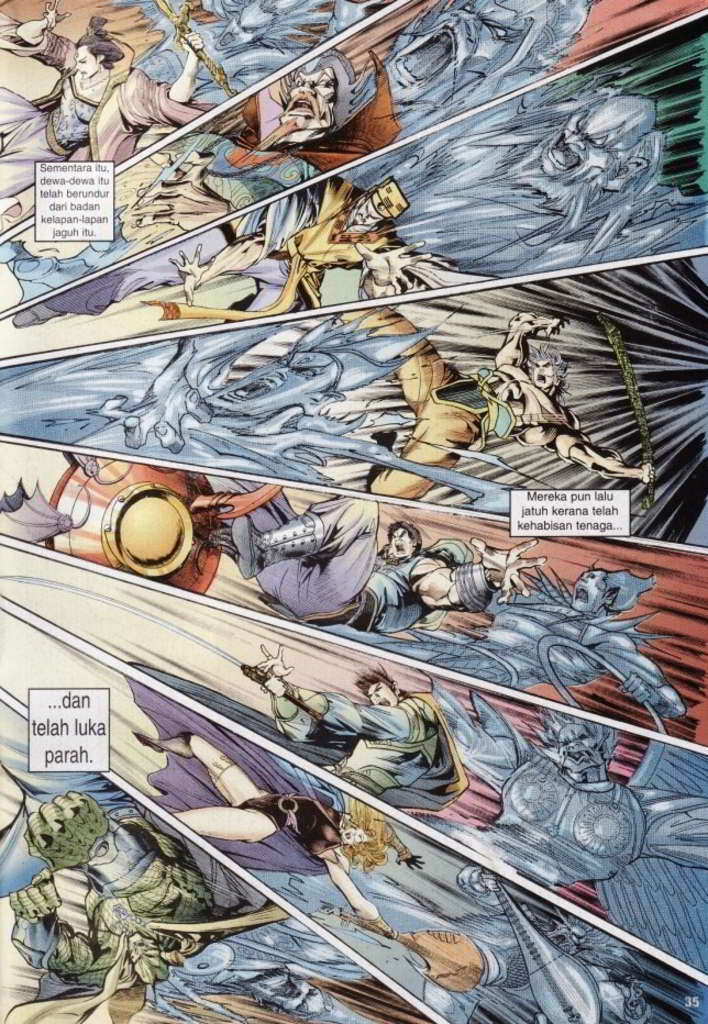 Sementara itu,
dewa-dewa itu
telah berundur
dari badan
kelapan-lapan
jaguh itu.
Mereka pun lalu
jatuh kerana telah
kehabisan tenaga...
...dan
telah luka
parah.
35